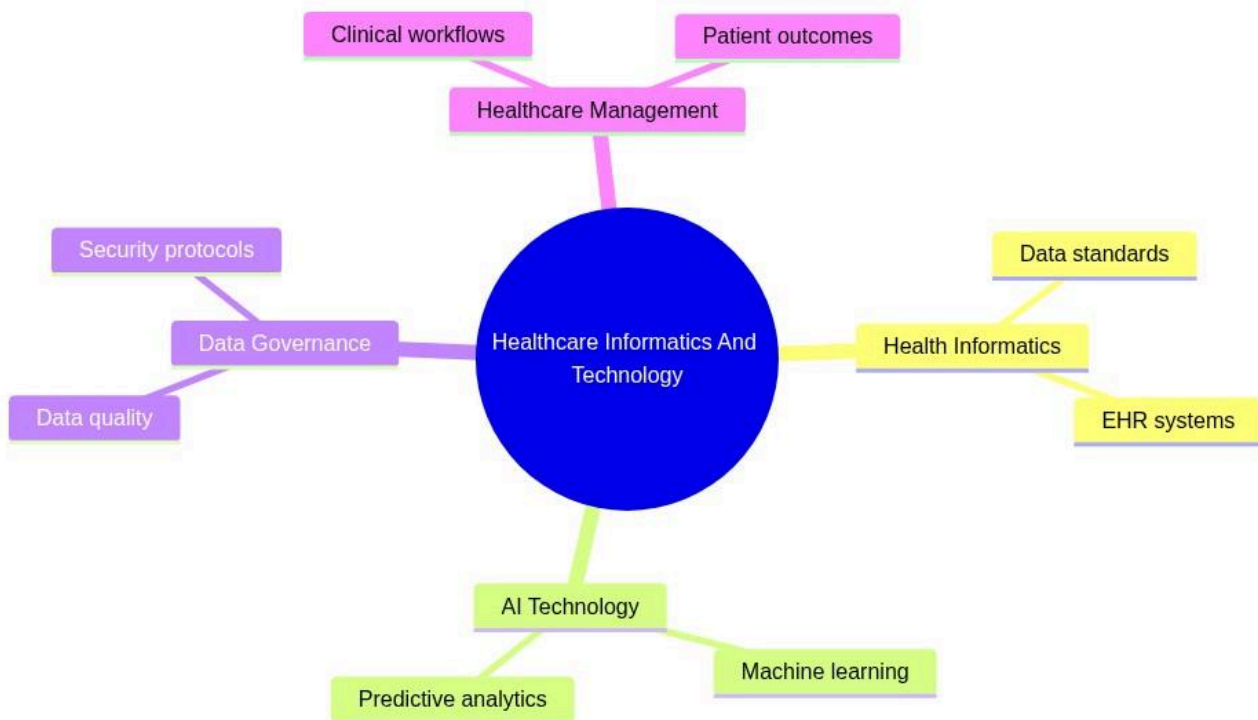 Clinical workflows
Patient outcomes
Healthcare Management
Security protocols
Data Governance
Data quality
Healthcare Informatics And
Technology
Data standards
Health Informatics
EHR systems
AI Technology
Predictive analytics
Machine learning